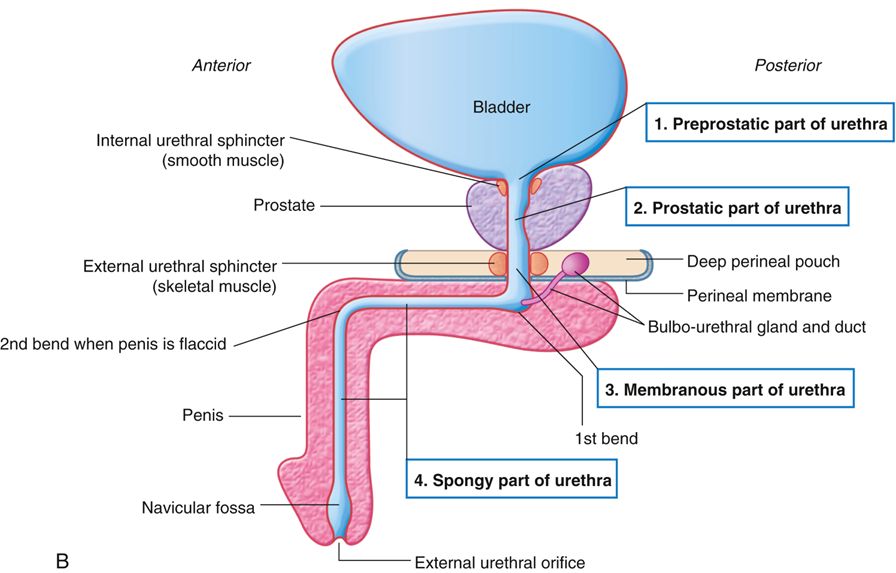 Anterior
Posterior
Bladder
1. Preprostatic part of urethra
Internal urethral sphincter
(smooth muscle)
Prostate
2. Prostatic part of urethra
External urethral sphincter
(skeletal muscle)
Deep perineal pouch
Perineal membrane
Bulbo-urethral gland and duct
2nd bend when penis is flaccid
3. Membranous part of urethra
Penis
1st bend
4. Spongy part of urethra
Navicular fossa
External urethral orifice
B